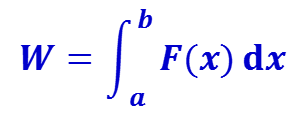 W = ∫_a^b F(x) dx